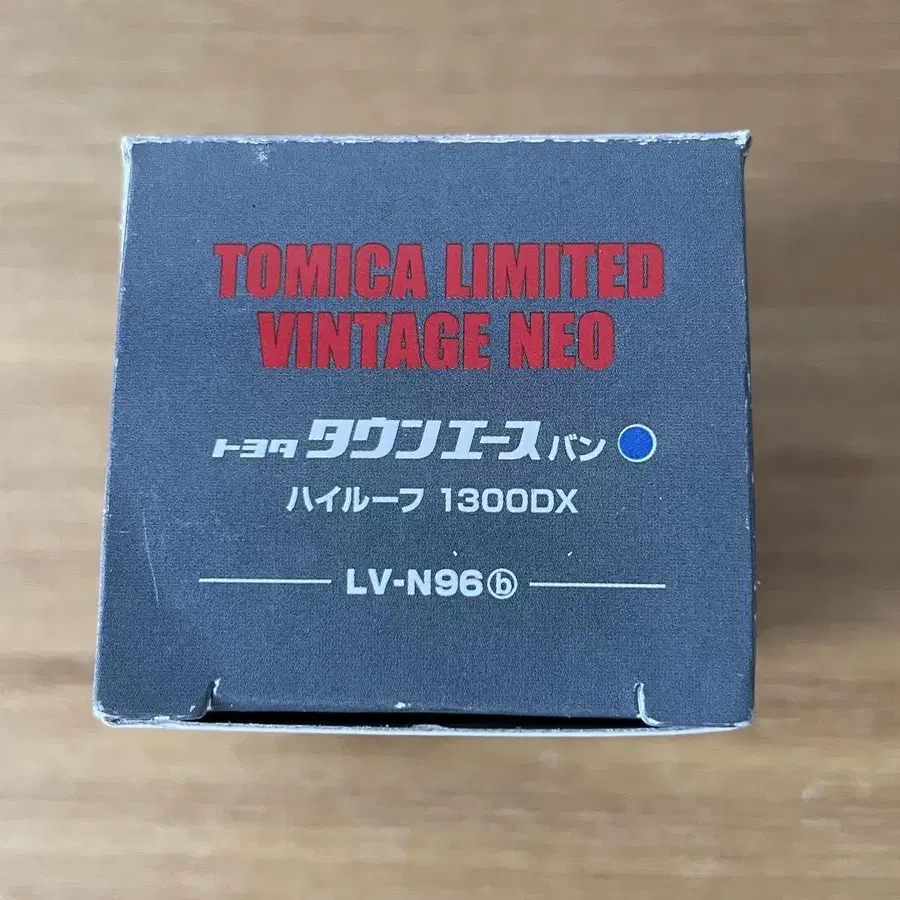 TOMICA LIMITED
VINTAGE NEO
トヨタ タウンエース バン
ハイルーフ 1300DX
LV-N96ⓑ